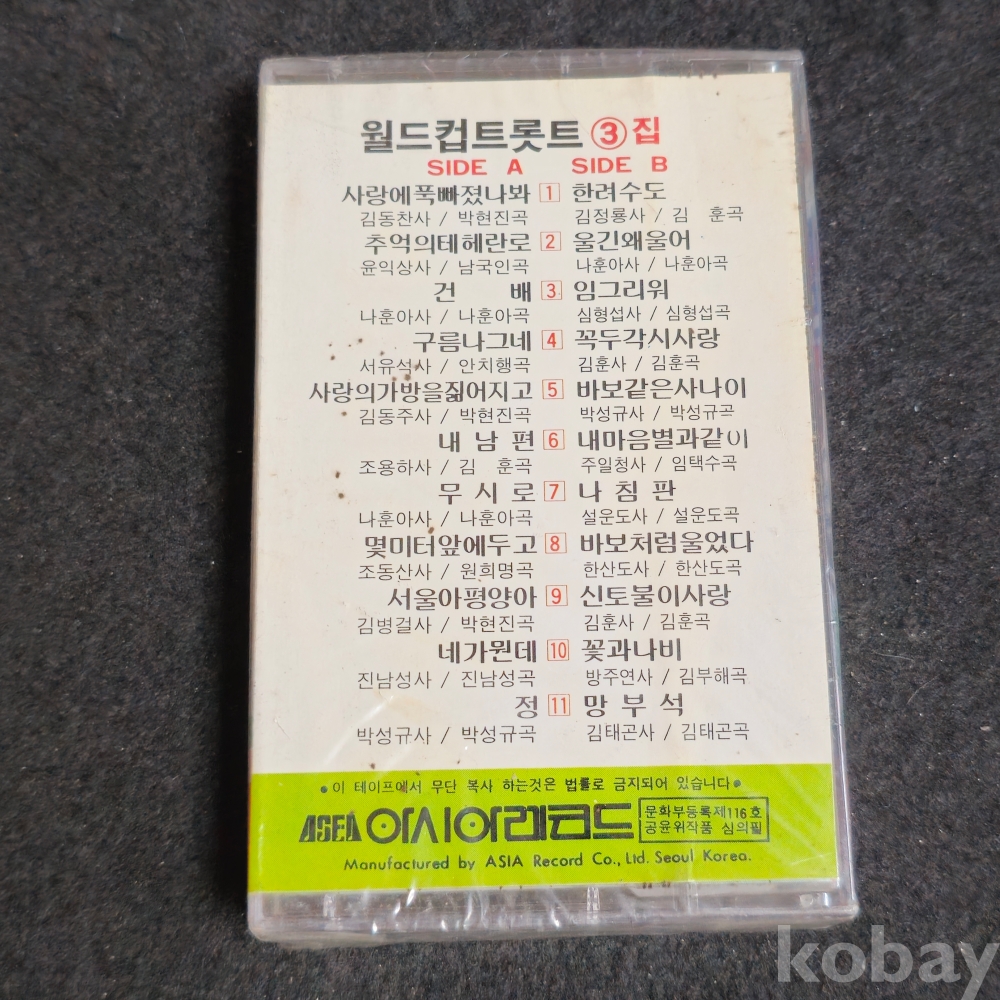 월드컵트롯트 ③집
SIDE A SIDE B
사랑에푹빠졌나봐 1 한려수도
김동찬사 / 박현진곡 김정룡사 / 김 훈곡
추억의테헤란로 2 울긴왜울어
윤익상사 / 남국인곡 나훈아사 / 나훈아곡
건 배 3 임그리워
나훈아사 / 나훈아곡 심형섭사 / 심형섭곡
구름나그네 4 꼭두각시사랑
서유석사 / 안치행곡 김훈사 / 김훈곡
사랑의가방을짊어지고 5 바보같은사나이
김동주사 / 박현진곡 박성규사 / 박성규곡
내 남 편 6 내마음별과같이
조용하사 / 김 훈곡 주일청사 / 임택수곡
무 시 로 7 나 침 판
나훈아사 / 나훈아곡 설운도사 / 설운도곡
몇미터앞에두고 8 바보처럼울었다
조동산사 / 원희명곡 한산도사 / 한산도곡
서울아평양아 9 신토불이사랑
김병걸사 / 박현진곡 김훈사 / 김훈곡
네가뭔데 10 꽃과나비
진남성사 / 진남성곡 방주연사 / 김부해곡
정 11 망 부 석
박성규사 / 박성규곡 김태곤사 / 김태곤곡
•이 테이프에서 무단 복사 하는것은 법률로 금지되어 있습니다•
ASEA 아시아레코드 문화부등록제116호
공윤위작품 심의필
Manufactured by ASIA Record Co., Ltd. Seoul Korea.
kobay